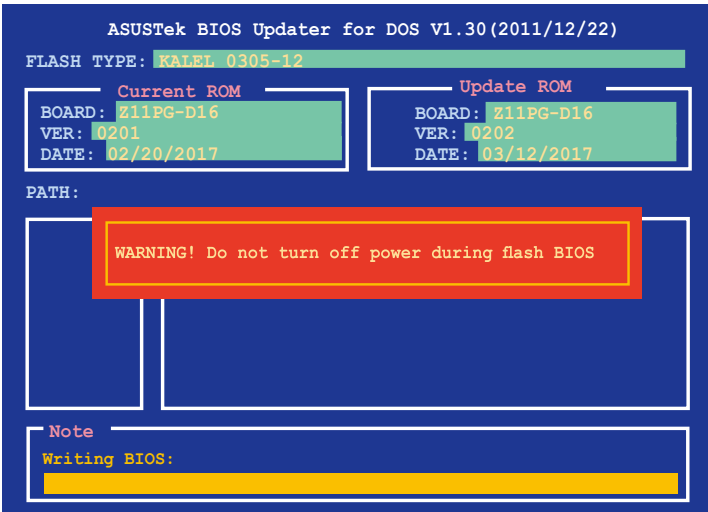 ASUSTek BIOS Updater for DOS V1.30(2011/12/22)
FLASH TYPE: KALEL 0305-12
Current ROM
BOARD: Z11PG-D16
VER: 0201
DATE: 02/20/2017
Update ROM
BOARD: Z11PG-D16
VER: 0202
DATE: 03/12/2017
PATH:
WARNING! Do not turn off power during flash BIOS
Note
Writing BIOS: